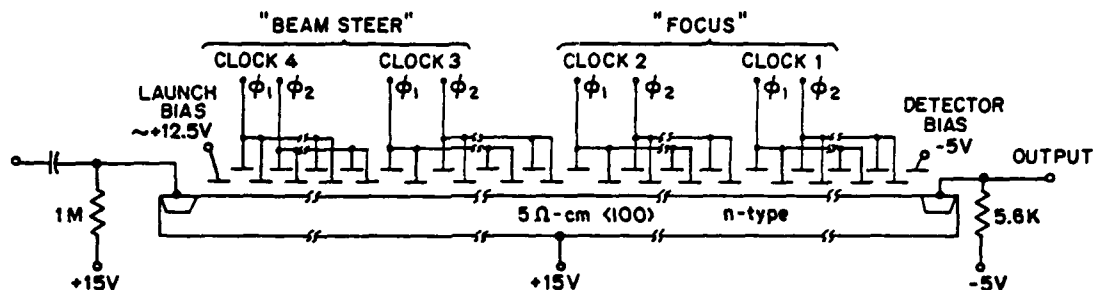 "BEAM STEER" "FOCUS"
CLOCK 4 CLOCK 3 CLOCK 2 CLOCK 1
ϕ₁ ϕ₂ ϕ₁ ϕ₂ ϕ₁ ϕ₂ ϕ₁ ϕ₂
LAUNCH
BIAS
~+12.5V
DETECTOR
BIAS
-5V
OUTPUT
1M
5Ω-cm <100> n-type
5.6K
+15V +15V -5V